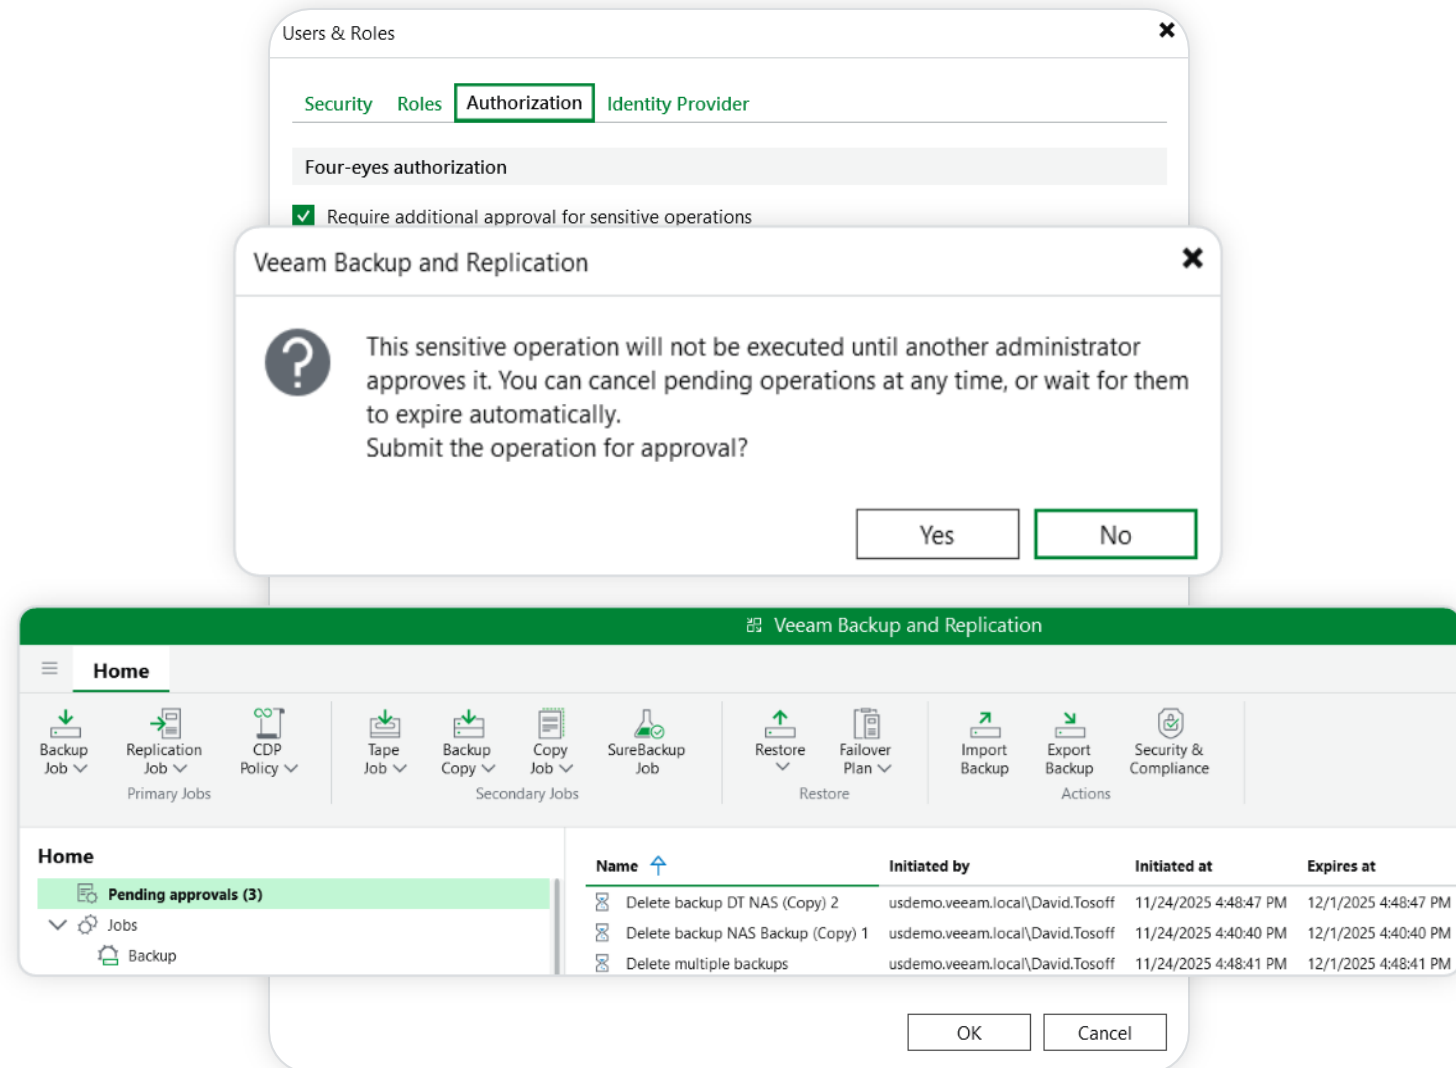 Users & Roles
Security Roles Authorization Identity Provider
Four-eyes authorization
Require additional approval for sensitive operations
Veeam Backup and Replication
This sensitive operation will not be executed until another administrator
approves it. You can cancel pending operations at any time, or wait for them
to expire automatically.
Submit the operation for approval?
Yes No
Veeam Backup and Replication
Home
Backup Job
Replication Job
CDP Policy
Primary Jobs
Tape Job
Backup Copy
Copy Job
SureBackup Job
Secondary Jobs
Restore
Failover Plan
Restore
Import Backup
Export Backup
Security & Compliance
Actions
Home
Pending approvals (3)
Jobs
Backup
Name Initiated by Initiated at Expires at
Delete backup DT NAS (Copy) 2 usdemo.veeam.local\David.Tosoff 11/24/2025 4:48:47 PM 12/1/2025 4:48:47 PM
Delete backup NAS Backup (Copy) 1 usdemo.veeam.local\David.Tosoff 11/24/2025 4:40:40 PM 12/1/2025 4:40:40 PM
Delete multiple backups usdemo.veeam.local\David.Tosoff 11/24/2025 4:48:41 PM 12/1/2025 4:48:41 PM
OK Cancel